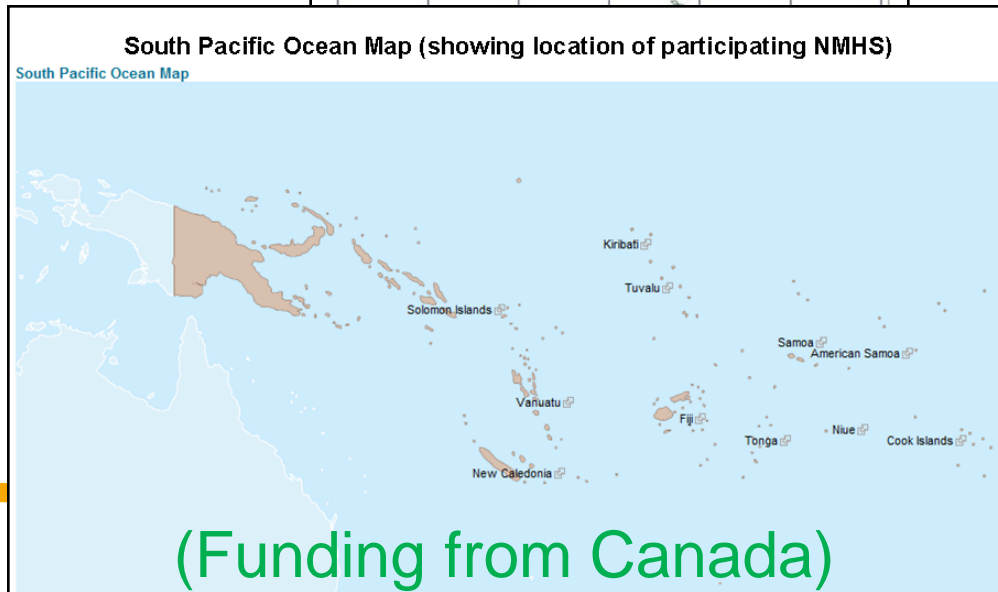 South Pacific Ocean Map (showing location of participating NMHS)
South Pacific Ocean Map
Kiribati
Tuvalu
Solomon Islands
Samoa
American Samoa
Vanuatu
Fiji
Niue
Tonga
Cook Islands
New Caledonia
(Funding from Canada)